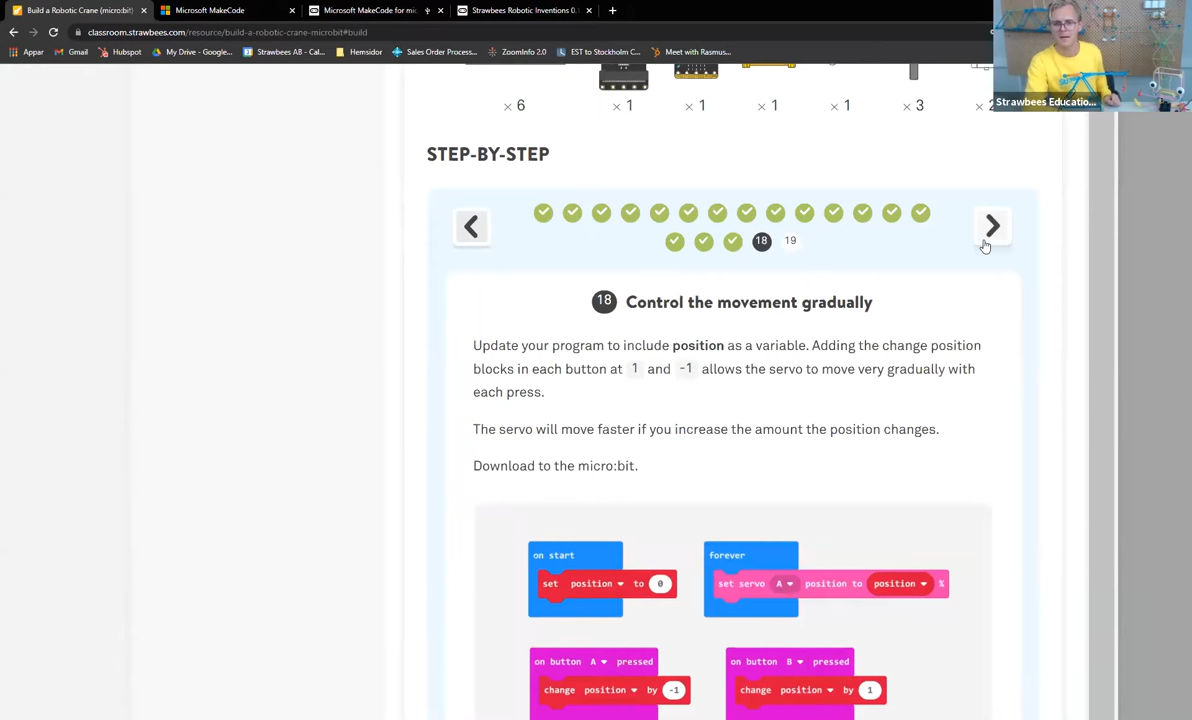 Build a Robotic Crane (micro:bit)
Microsoft MakeCode
Microsoft MakeCode for mic
Strawbees Robotic Inventions 0.1
classroom.strawbees.com/resource/build-a-robotic-crane-microbit#build
Appar
Gmail
Hubspot
My Drive - Google...
Strawbees AB - Cal...
Hemsidor
Sales Order Process...
ZoomInfo 2.0
EST to Stockholm C...
Meet with Rasmus...
Strawbees Educatio...
× 6
× 1
× 1
× 1
× 1
× 3
STEP-BY-STEP
18
19
18 Control the movement gradually
Update your program to include position as a variable. Adding the change position
blocks in each button at 1 and -1 allows the servo to move very gradually with
each press.
The servo will move faster if you increase the amount the position changes.
Download to the micro:bit.
on start
set position to 0
forever
set servo A position to position %
on button A pressed
change position by -1
on button B pressed
change position by 1